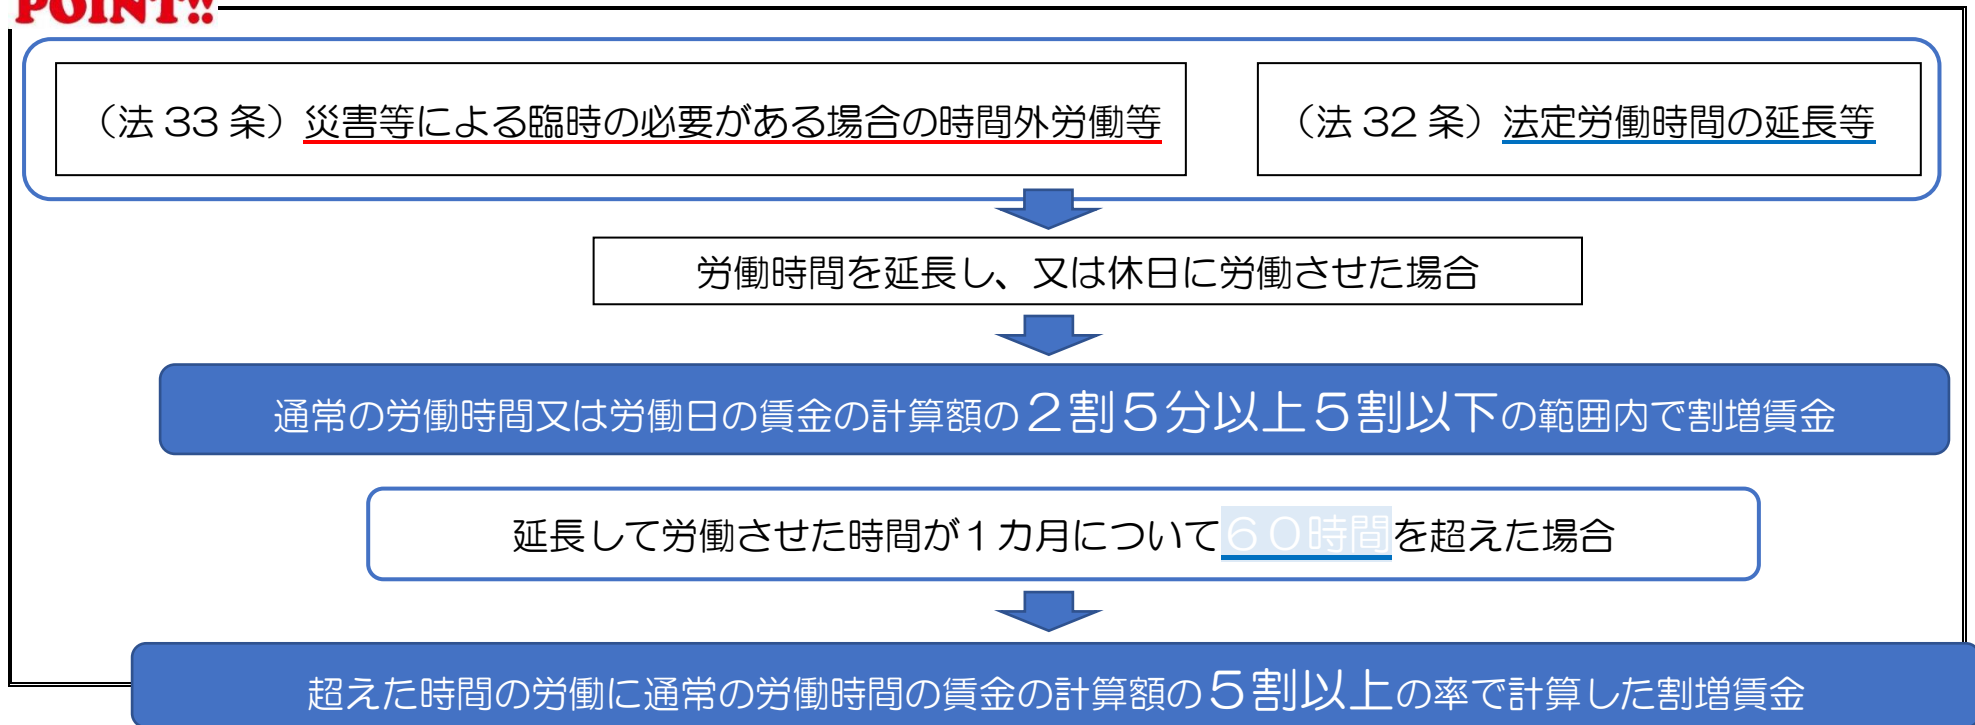 POINT!!
（法 33 条）災害等による臨時の必要がある場合の時間外労働等
（法 32 条）法定労働時間の延長等
労働時間を延長し、又は休日に労働させた場合
通常の労働時間又は労働日の賃金の計算額の２割５分以上５割以下の範囲内で割増賃金
延長して労働させた時間が１カ月について６０時間を超えた場合
超えた時間の労働に通常の労働時間の賃金の計算額の５割以上の率で計算した割増賃金